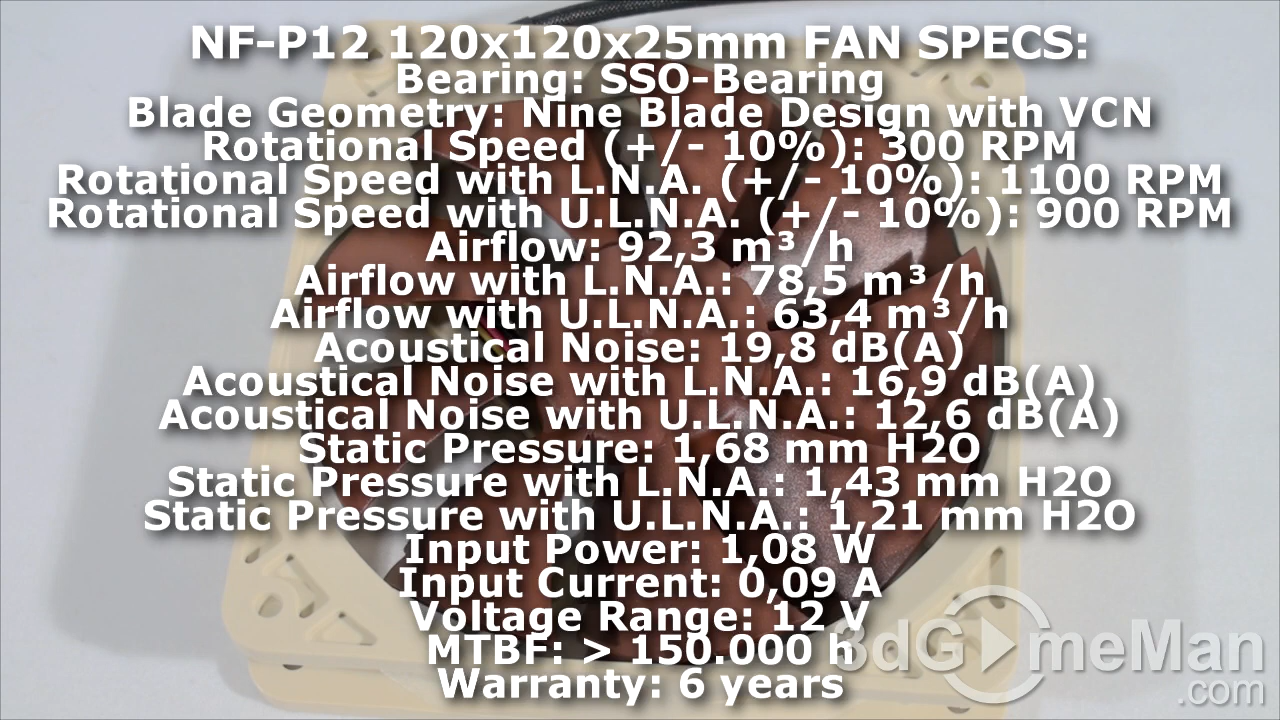 NF-P12 120x120x25mm FAN SPECS:
Bearing: SSO-Bearing
Blade Geometry: Nine Blade Design with VCN
Rotational Speed (+/- 10%): 300 RPM
Rotational Speed with L.N.A. (+/- 10%): 1100 RPM
Rotational Speed with U.L.N.A. (+/- 10%): 900 RPM
Airflow: 92,3 m³/h
Airflow with L.N.A.: 78,5 m³/h
Airflow with U.L.N.A.: 63,4 m³/h
Acoustical Noise: 19,8 dB(A)
Acoustical Noise with L.N.A.: 16,9 dB(A)
Acoustical Noise with U.L.N.A.: 12,6 dB(A)
Static Pressure: 1,68 mm H2O
Static Pressure with L.N.A.: 1,43 mm H2O
Static Pressure with U.L.N.A.: 1,21 mm H2O
Input Power: 1,08 W
Input Current: 0,09 A
Voltage Range: 12 V
MTBF: > 150.000 h
Warranty: 6 years
3dGameMan
.com